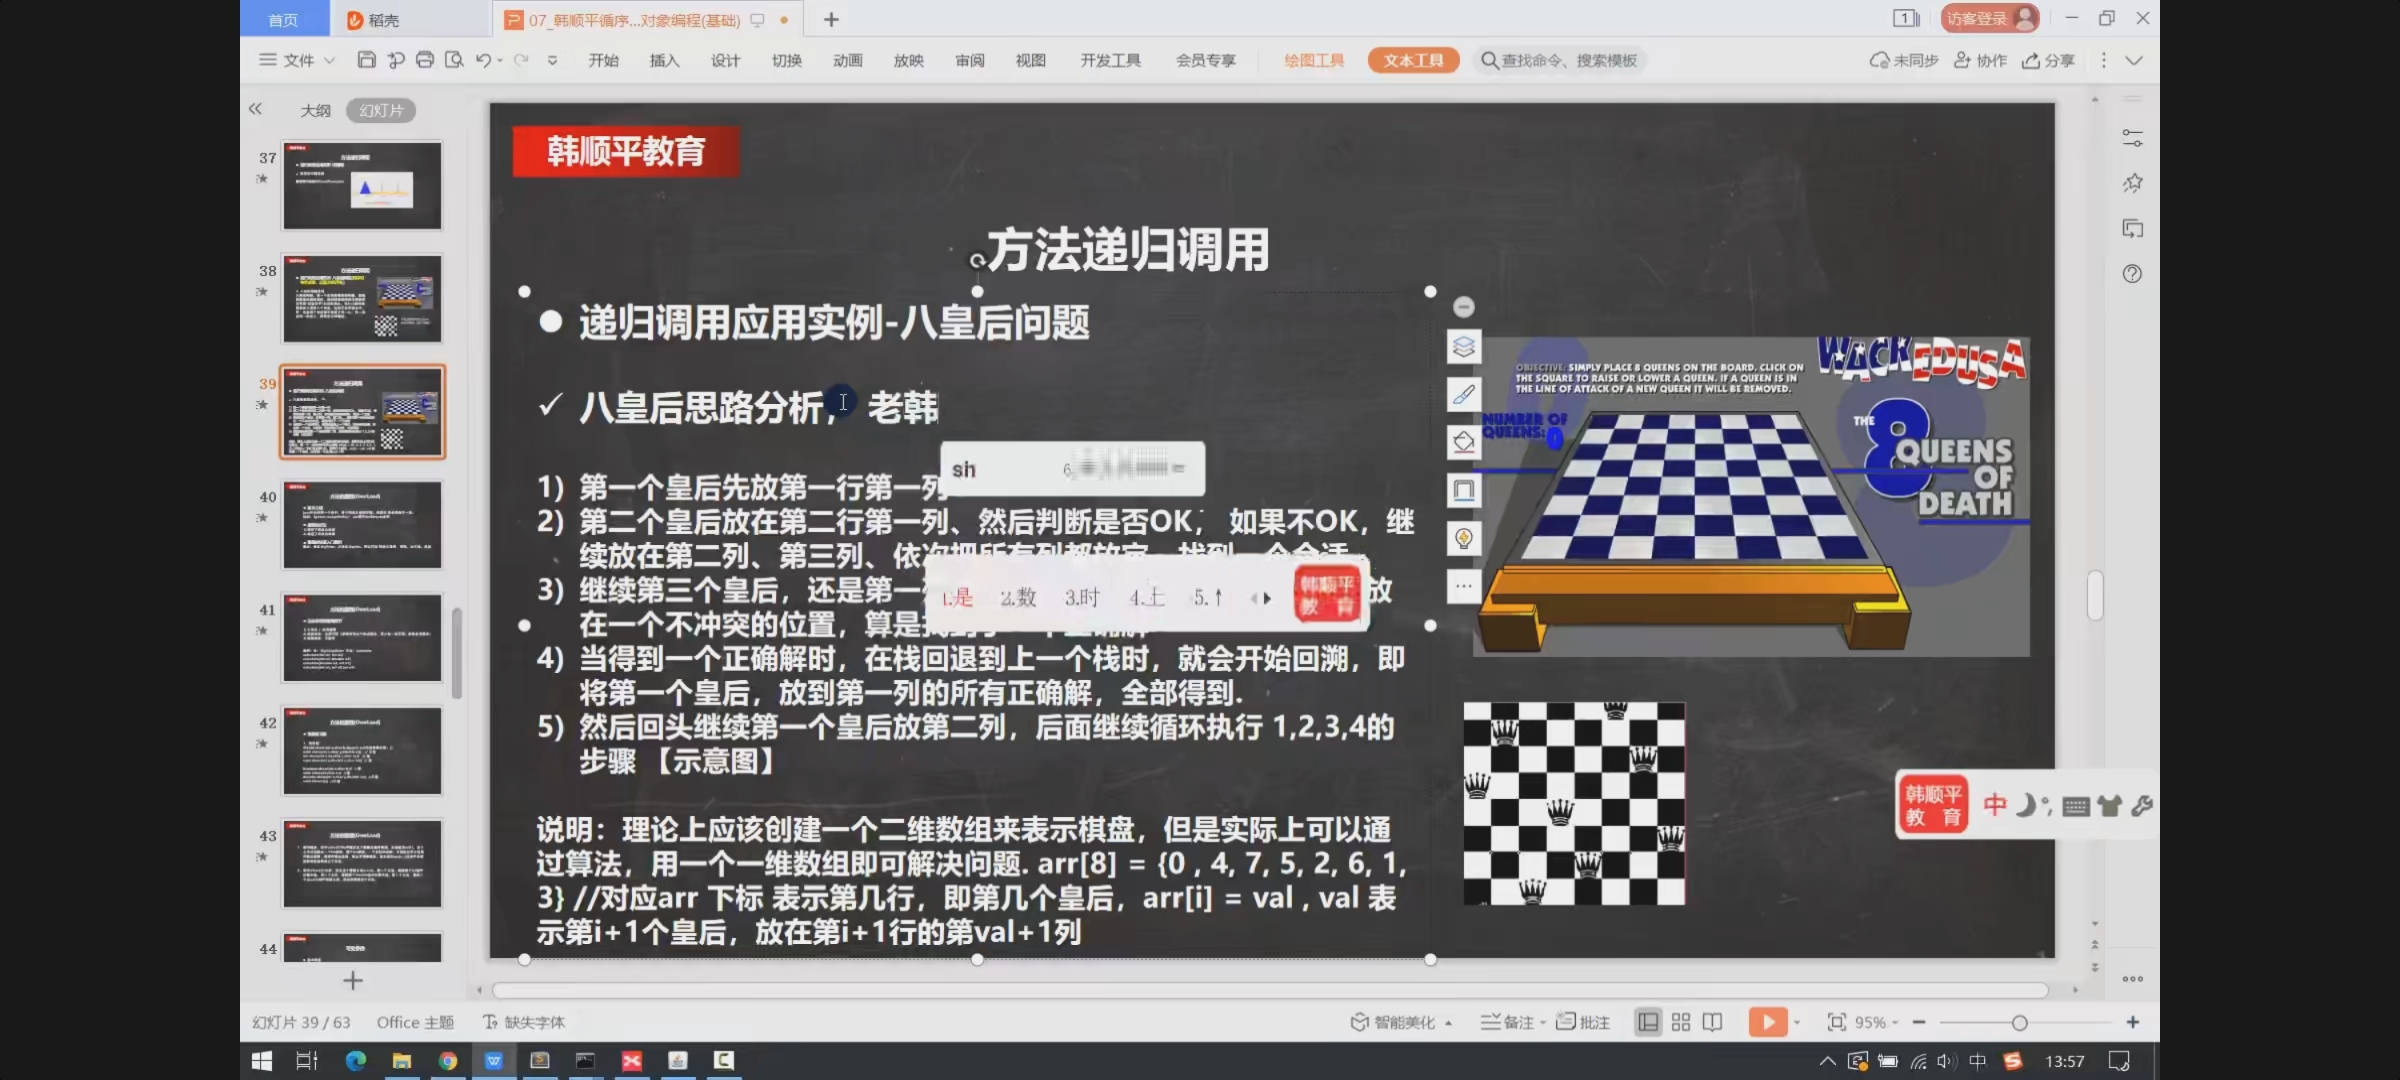 首页
稻壳
07_韩顺平循序...对象编程(基础)
访客登录
文件
开始 插入 设计 切换 动画 放映 审阅 视图 开发工具 会员专享 绘图工具 文本工具 查找命令、搜索模板
未同步 协作 分享
大纲 幻灯片
37
38
39
40
41
42
43
44
韩顺平教育
方法递归调用
递归调用应用实例-八皇后问题
八皇后思路分析， 老韩
sh
1) 第一个皇后先放第一行第一列
2) 第二个皇后放在第二行第一列、然后判断是否OK， 如果不OK，继
续放在第二列、第三列、依次把所有列都放完
3) 继续第三个皇后，还是第一
放
1.是 2.数 3.时 4.上 5.↑
韩顺平
教 育
在一个不冲突的位置，算是
4) 当得到一个正确解时，在栈回退到上一个栈时，就会开始回溯，即
将第一个皇后，放到第一列的所有正确解，全部得到.
5) 然后回头继续第一个皇后放第二列，后面继续循环执行 1,2,3,4的
步骤 【示意图】
说明：理论上应该创建一个二维数组来表示棋盘，但是实际上可以通
过算法，用一个一维数组即可解决问题. arr[8] = {0 , 4, 7, 5, 2, 6, 1,
3} //对应arr 下标 表示第几行，即第几个皇后，arr[i] = val , val 表
示第i+1个皇后，放在第i+1行的第val+1列
OBJECTIVE: SIMPLY PLACE 8 QUEENS ON THE BOARD. CLICK ON
THE SQUARE TO RAISE OR LOWER A QUEEN. IF A QUEEN IS IN
THE LINE OF ATTACK OF A NEW QUEEN IT WILL BE REMOVED.
WACKEDUSA
NUMBER OF
QUEENS: 0
THE 8 QUEENS
OF
DEATH
韩顺平
教 育
中
幻灯片 39 / 63 Office 主题 缺失字体
智能美化 备注 批注 95%
中 13:57